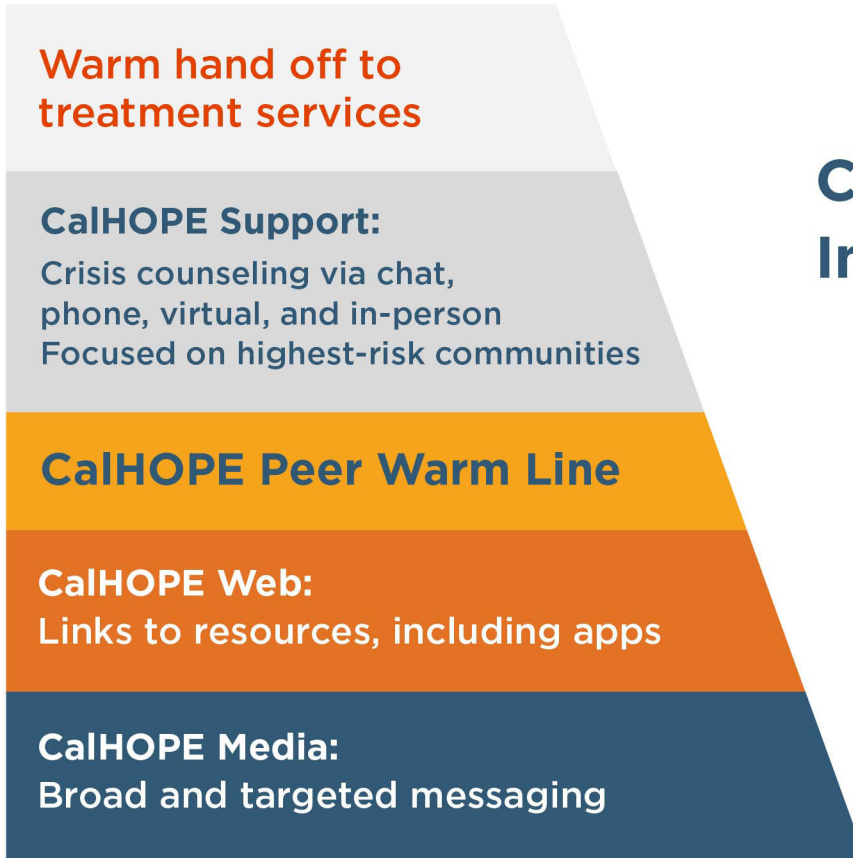 Warm hand off to
treatment services
CalHOPE Support:
Crisis counseling via chat,
phone, virtual, and in-person
Focused on highest-risk communities
CalHOPE Peer Warm Line
CalHOPE Web:
Links to resources, including apps
CalHOPE Media:
Broad and targeted messaging